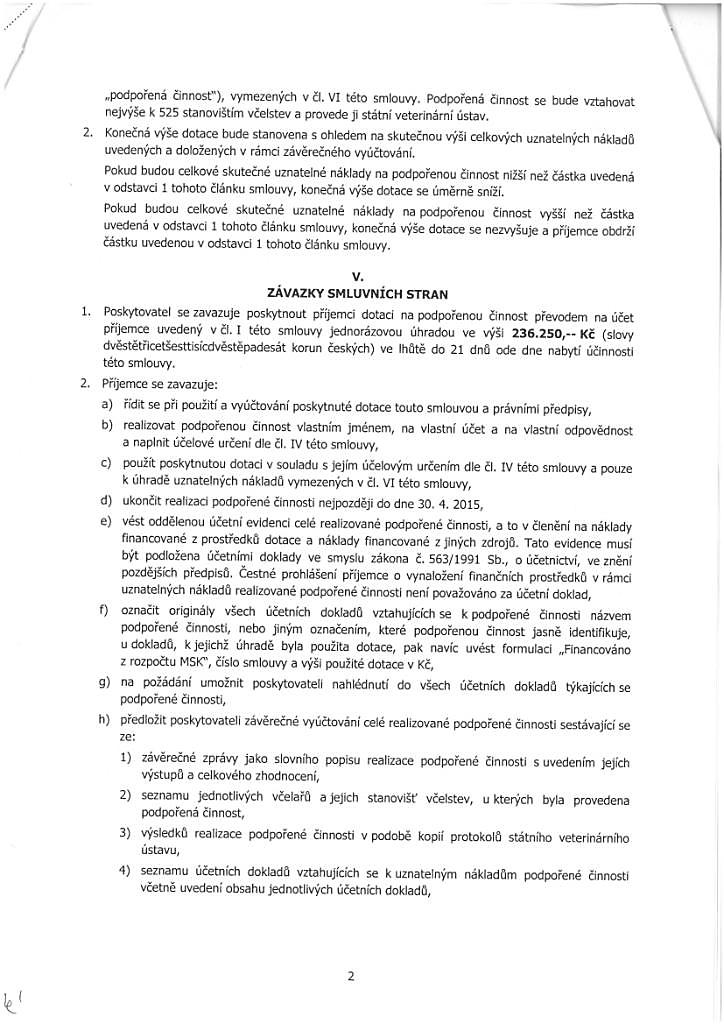 „podpořená činnost"), vymezených v čl. VI této smlouvy. Podpořená činnost se bude vztahovat
nejvýše k 525 stanovištím včelstev a provede ji státní veterinární ústav.
2. Konečná výše dotace bude stanovena s ohledem na skutečnou výši celkových uznatelných nákladů
uvedených a doložených v rámci závěrečného vyúčtování.
Pokud budou celkové skutečné uznatelné náklady na podpořenou činnost nižší než částka uvedená
v odstavci 1 tohoto článku smlouvy, konečná výše dotace se úměrně sníží.
Pokud budou celkové skutečné uznatelné náklady na podpořenou činnost vyšší než částka
uvedená v odstavci 1 tohoto článku smlouvy, konečná výše dotace se nezvyšuje a příjemce obdrží
částku uvedenou v odstavci 1 tohoto článku smlouvy.
V.
ZÁVAZKY SMLUVNÍCH STRAN
1. Poskytovatel se zavazuje poskytnout příjemci dotaci na podpořenou činnost převodem na účet
příjemce uvedený v čl. I této smlouvy jednorázovou úhradou ve výši 236.250,-- Kč (slovy
dvěstětřicetšesttisícdvěstěpadesát korun českých) ve lhůtě do 21 dnů ode dne nabytí účinnosti
této smlouvy.
2. Příjemce se zavazuje:
a) řídit se při použití a vyúčtování poskytnuté dotace touto smlouvou a právními předpisy,
b) realizovat podpořenou činnost vlastním jménem, na vlastní účet a na vlastní odpovědnost
a naplnit účelové určení dle čl. IV této smlouvy,
c) použít poskytnutou dotaci v souladu s jejím účelovým určením dle čl. IV této smlouvy a pouze
k úhradě uznatelných nákladů vymezených v čl. VI této smlouvy,
d) ukončit realizaci podpořené činnosti nejpozději do dne 30. 4. 2015,
e) vést oddělenou účetní evidenci celé realizované podpořené činnosti, a to v členění na náklady
financované z prostředků dotace a náklady financované z jiných zdrojů. Tato evidence musí
být podložena účetními doklady ve smyslu zákona č. 563/1991 Sb., o účetnictví, ve znění
pozdějších předpisů. Čestné prohlášení příjemce o vynaložení finančních prostředků v rámci
uznatelných nákladů realizované podpořené činnosti není považováno za účetní doklad,
f) označit originály všech účetních dokladů vztahujících se k podpořené činnosti názvem
podpořené činnosti, nebo jiným označením, které podpořenou činnost jasně identifikuje,
u dokladů, k jejichž úhradě byla použita dotace, pak navíc uvést formulaci „Financováno
z rozpočtu MSK", číslo smlouvy a výši použité dotace v Kč,
g) na požádání umožnit poskytovateli nahlédnutí do všech účetních dokladů týkajících se
podpořené činnosti,
h) předložit poskytovateli závěrečné vyúčtování celé realizované podpořené činnosti sestávající se
ze:
1) závěrečné zprávy jako slovního popisu realizace podpořené činnosti s uvedením jejích
výstupů a celkového zhodnocení,
2) seznamu jednotlivých včelařů a jejich stanovišť včelstev, u kterých byla provedena
podpořená činnost,
3) výsledků realizace podpořené činnosti v podobě kopií protokolů státního veterinárního
ústavu,
4) seznamu účetních dokladů vztahujících se k uznatelným nákladům podpořené činnosti
včetně uvedení obsahu jednotlivých účetních dokladů,
2